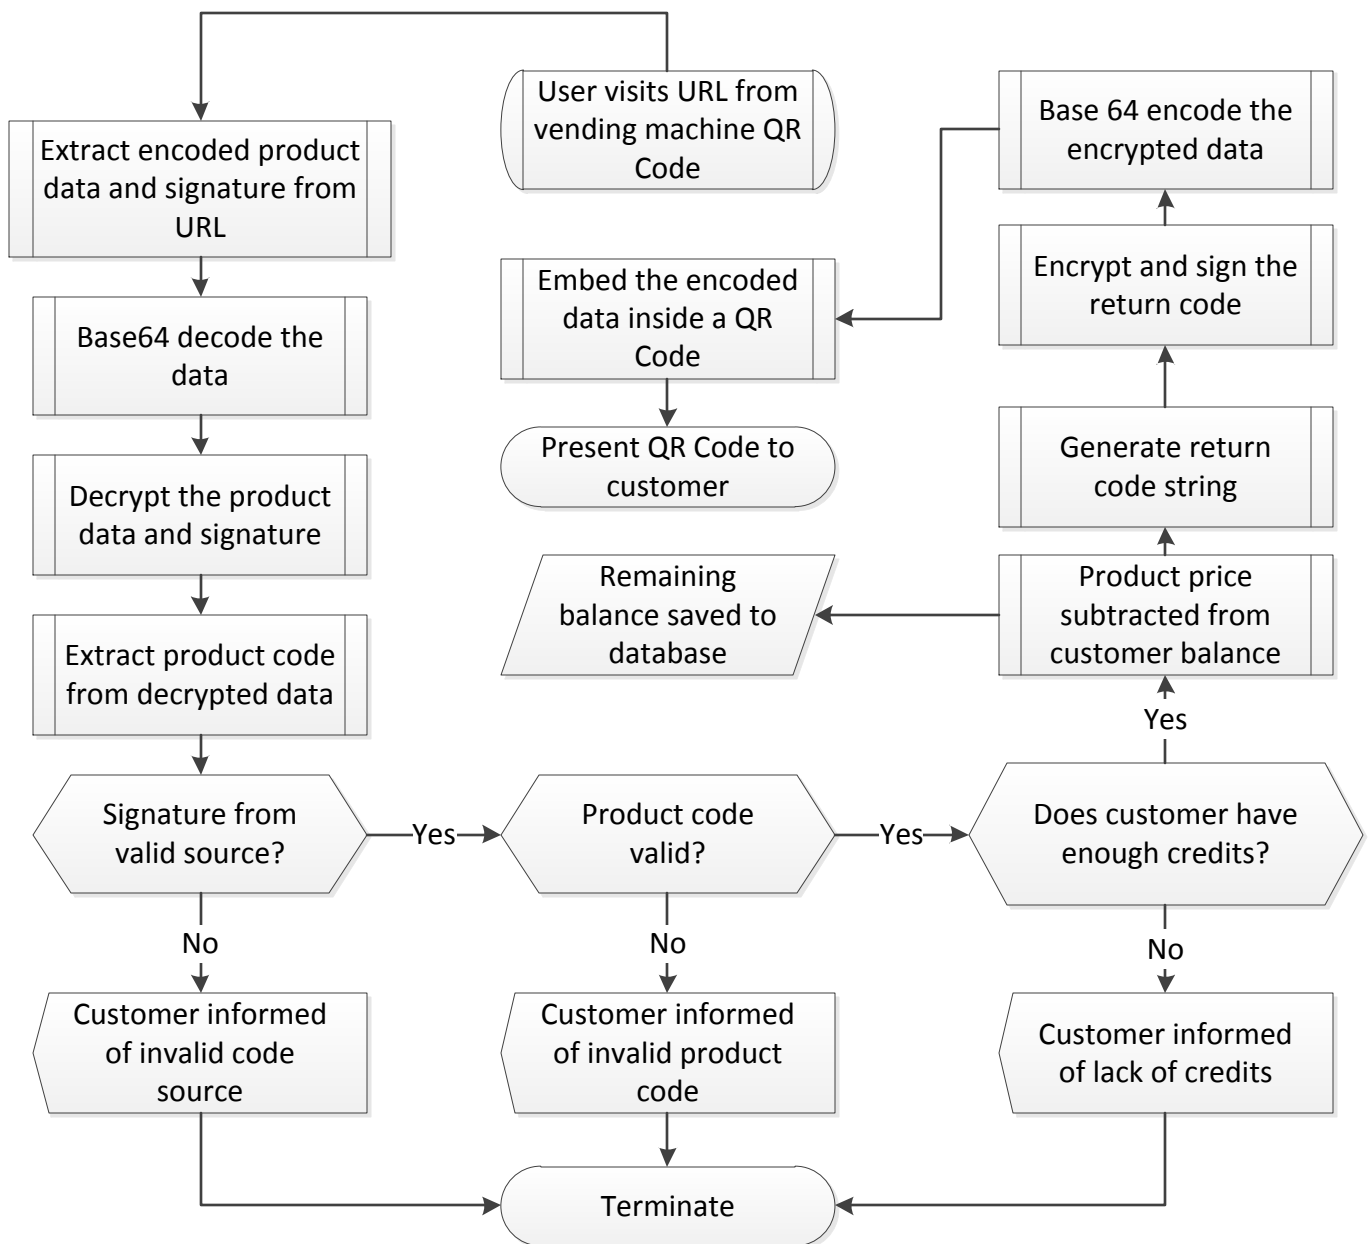 User visits URL from
vending machine QR
Code
Extract encoded product
data and signature from
URL
Base64 decode the
data
Decrypt the product
data and signature
Extract product code
from decrypted data
Signature from
valid source?
Yes
No
Customer informed
of invalid code
source
Product code
valid?
Yes
No
Customer informed
of invalid product
code
Does customer have
enough credits?
No
Customer informed
of lack of credits
Terminate
Yes
Product price
subtracted from
customer balance
Remaining
balance saved to
database
Generate return
code string
Encrypt and sign the
return code
Base 64 encode the
encrypted data
Embed the encoded
data inside a QR
Code
Present QR Code to
customer